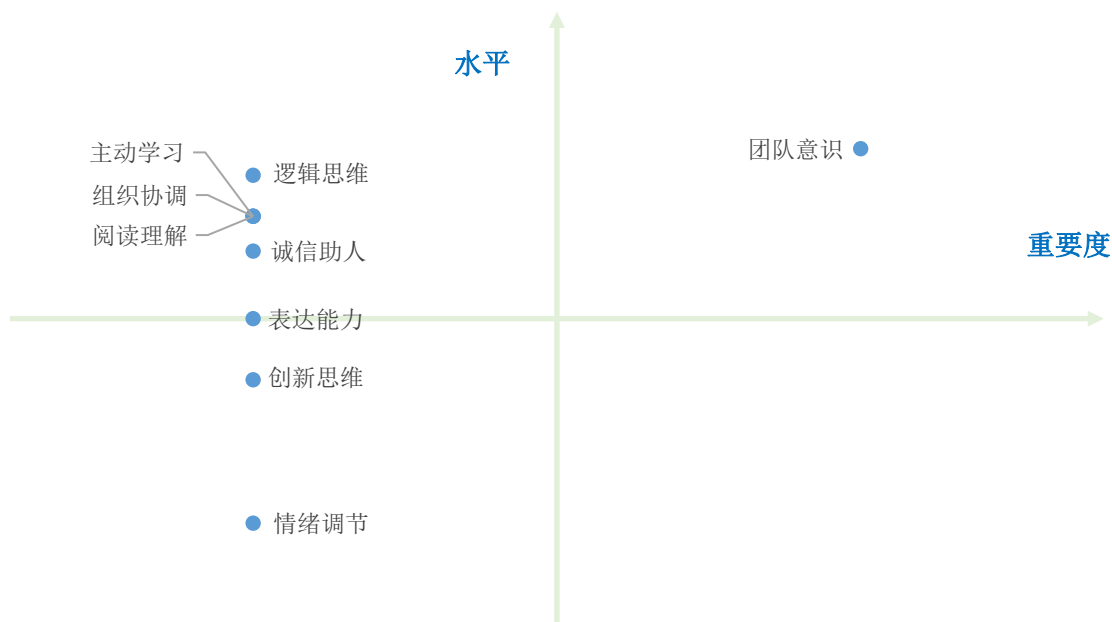 水平
团队意识
主动学习
逻辑思维
组织协调
阅读理解
诚信助人
重要度
表达能力
创新思维
情绪调节